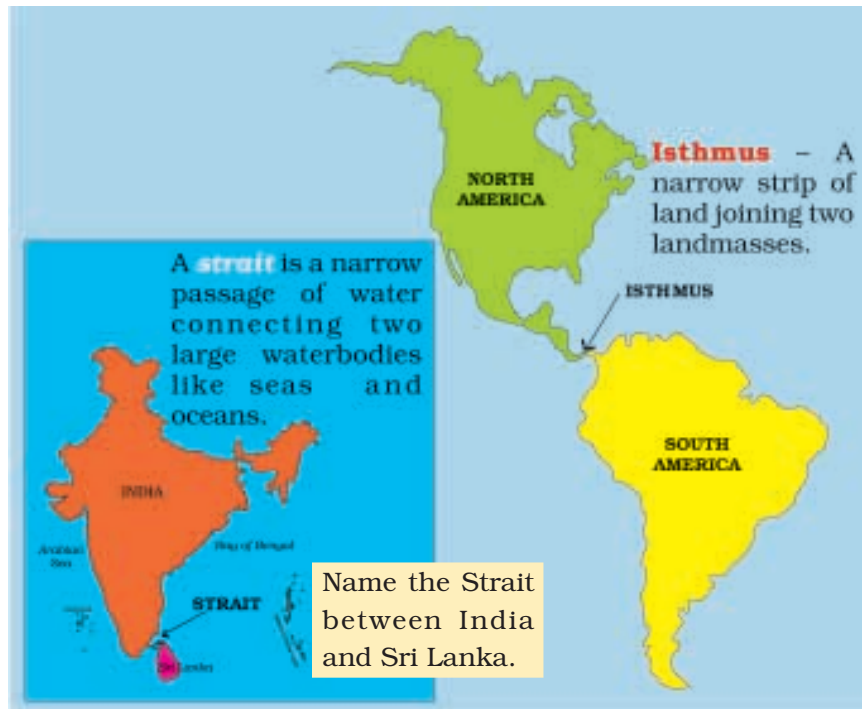 NORTH
AMERICA
Isthmus – A
narrow strip of
land joining two
landmasses.
ISTHMUS
A strait is a narrow
passage of water
connecting two
large waterbodies
like seas and
oceans.
INDIA
Arabian
Sea
Bay of Bengal
STRAIT
Sri Lanka
SOUTH
AMERICA
Name the Strait
between India
and Sri Lanka.